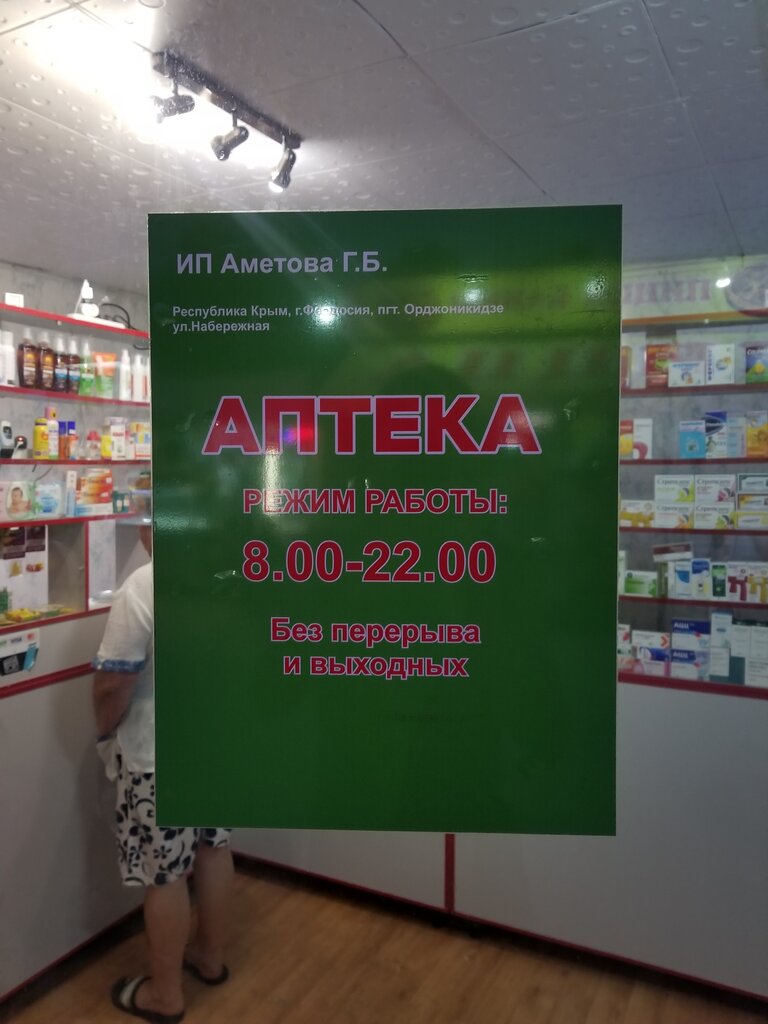 ИП Аметова Г.Б.
Республика Крым, г.Феодосия, пгт. Орджоникидзе
ул.Набережная
АПТЕКА
РЕЖИМ РАБОТЫ:
8.00-22.00
Без перерыва
и выходных